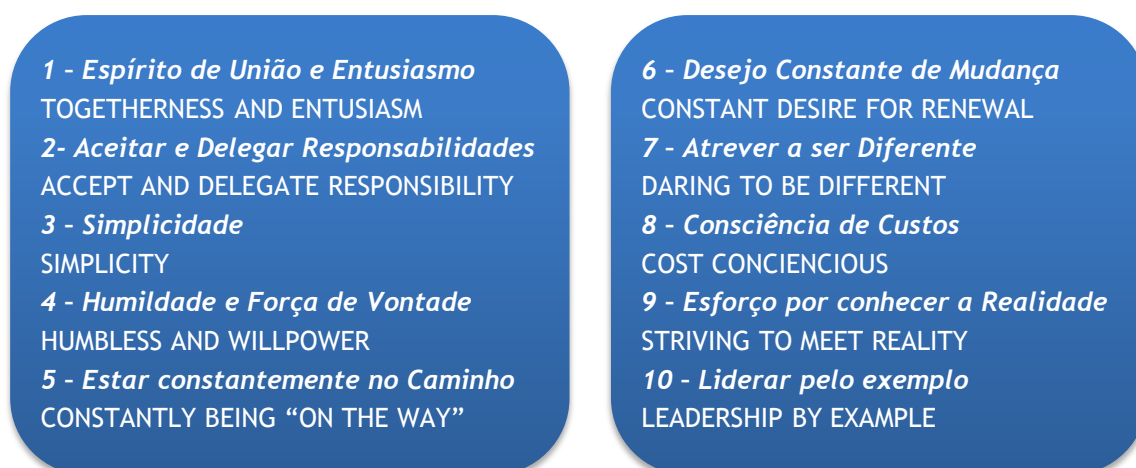 1 – Espírito de União e Entusiasmo
TOGETHERNESS AND ENTUSIASM
2- Aceitar e Delegar Responsabilidades
ACCEPT AND DELEGATE RESPONSIBILITY
3 – Simplicidade
SIMPLICITY
4 – Humildade e Força de Vontade
HUMBLESS AND WILLPOWER
5 – Estar constantemente no Caminho
CONSTANTLY BEING “ON THE WAY”
6 – Desejo Constante de Mudança
CONSTANT DESIRE FOR RENEWAL
7 – Atrever a ser Diferente
DARING TO BE DIFFERENT
8 – Consciência de Custos
COST CONCIENCIOUS
9 – Esforço por conhecer a Realidade
STRIVING TO MEET REALITY
10 – Liderar pelo exemplo
LEADERSHIP BY EXAMPLE